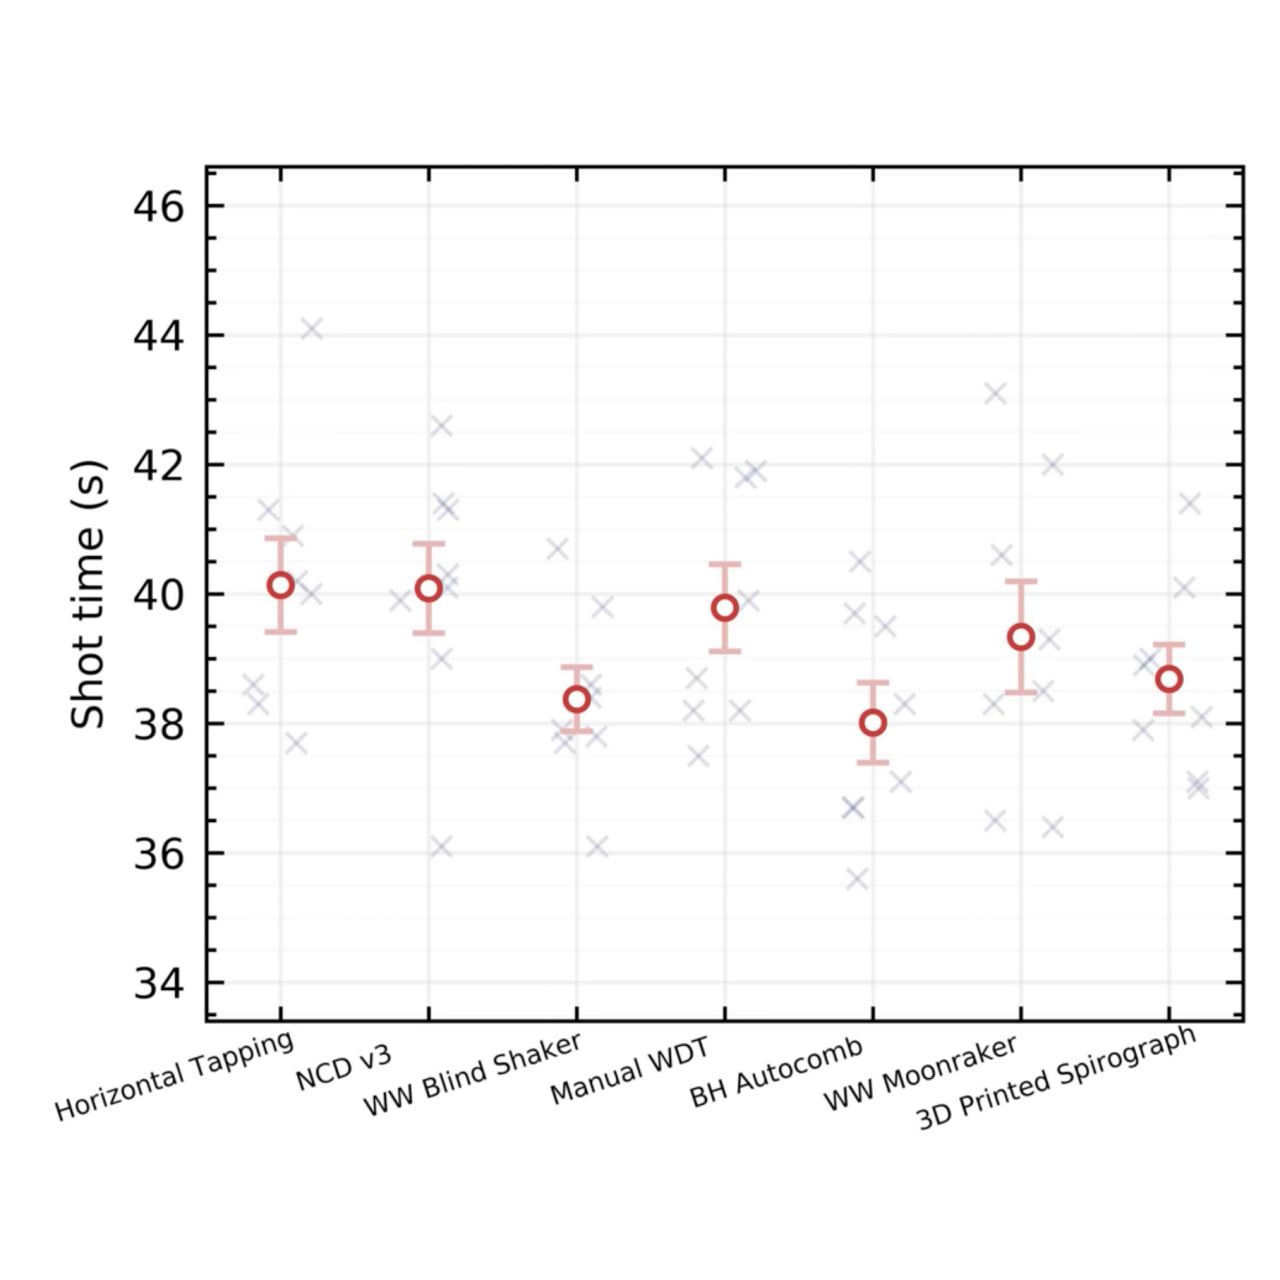 Shot time (s)
46
44
42
40
38
36
34
Horizontal Tapping
NCD v3
WW Blind Shaker
Manual WDT
BH Autocomb
WW Moonraker
3D Printed Spirograph